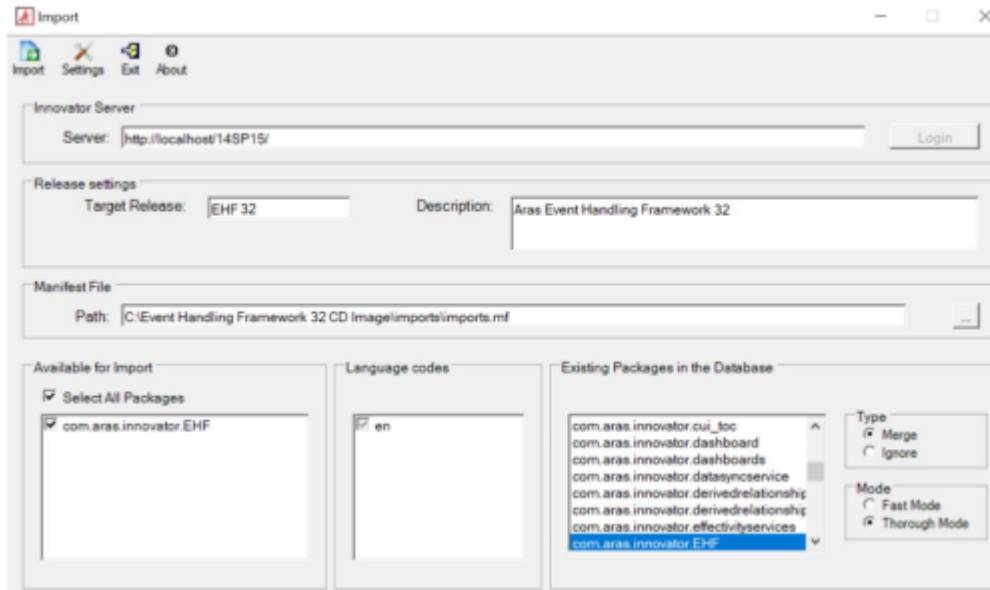 Import
Import Settings Exit About
Innovator Server
Server: http://localhost/14SP15/ Login
Release settings
Target Release: EHF 32 Description: Aras Event Handling Framework 32
Manifest File
Path: C:\Event Handling Framework 32 CD Image\imports\imports.mf ...
Available for Import
Select All Packages
com.aras.innovator.EHF
Language codes
en
Existing Packages in the Database
com.aras.innovator.cui_toc
com.aras.innovator.dashboard
com.aras.innovator.dashboards
com.aras.innovator.datasyncservice
com.aras.innovator.derivedrelationship
com.aras.innovator.derivedrelationship
com.aras.innovator.effectivityservices
com.aras.innovator.EHF
Type
Merge
Ignore
Mode
Fast Mode
Thorough Mode